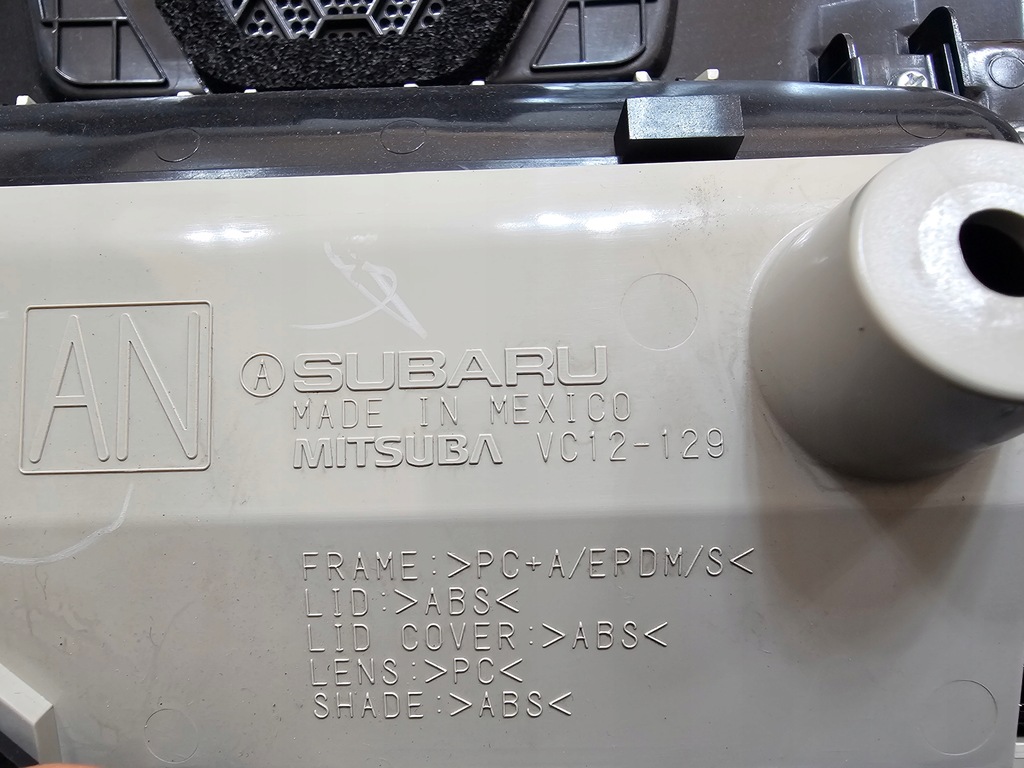 AN
Ⓐ SUBARU
MADE IN MEXICO
MITSUBA VC12-129
FRAME:>PC+A/EPDM/S<
LID:>ABS<
LID COVER:>ABS<
LENS:>PC<
SHADE:>ABS<